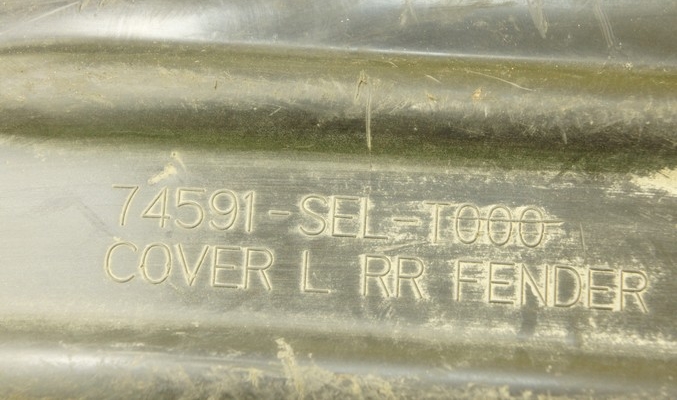 74591-SEL-T000
COVER L RR FENDER